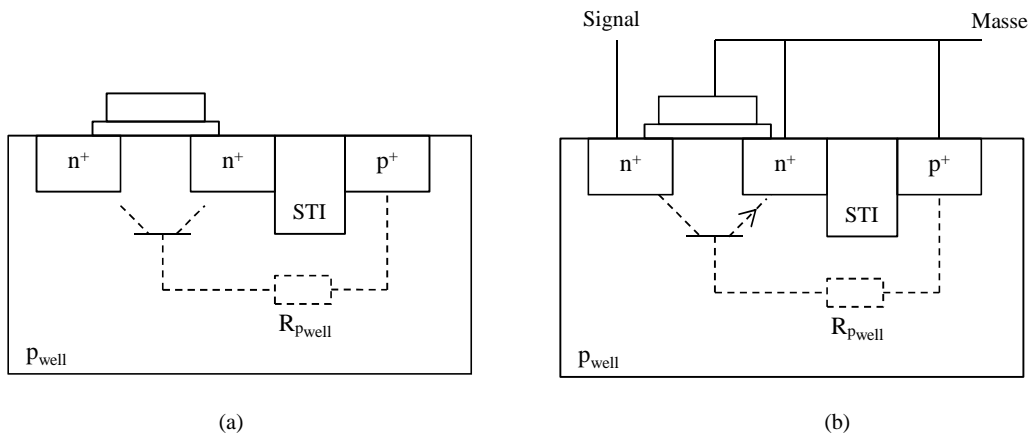 Signal
Masse
n+
n+
p+
STI
Rpwell
pwell
(a)
n+
n+
p+
STI
Rpwell
pwell
(b)